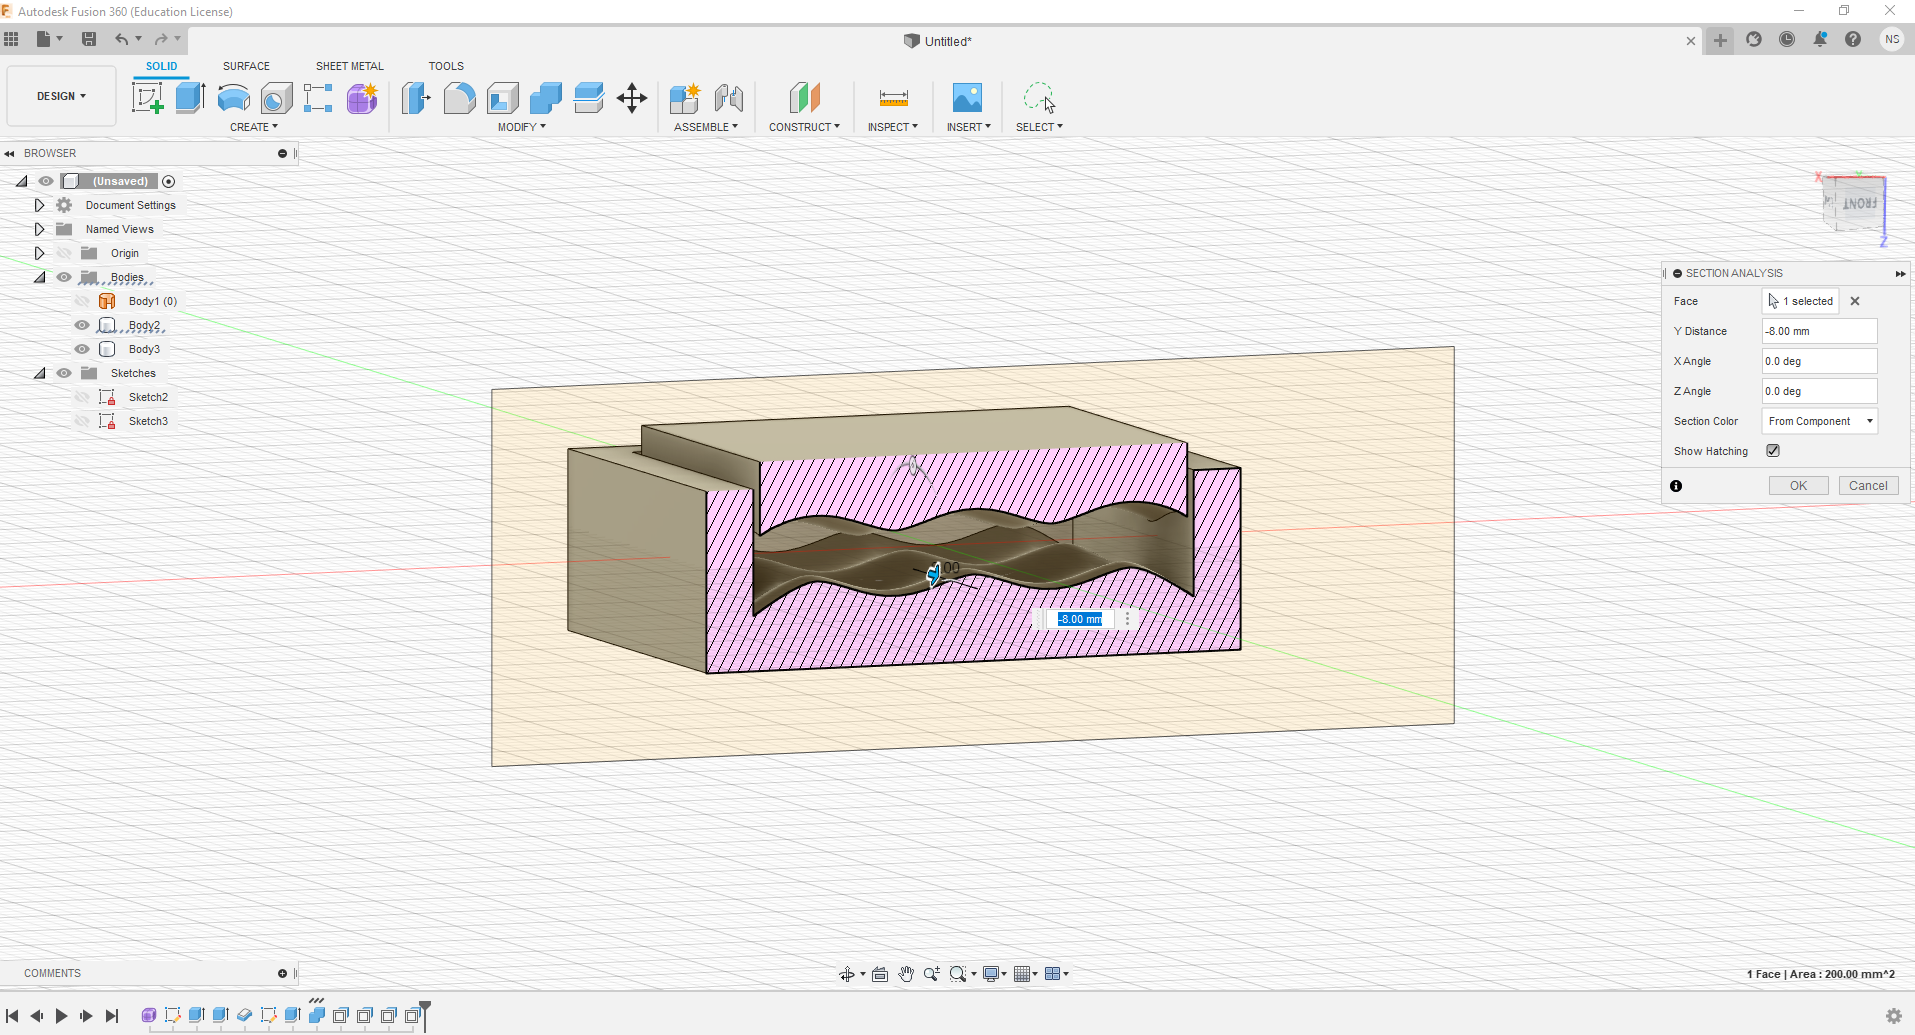 Autodesk Fusion 360 (Education License)
Untitled*
NS
DESIGN
SOLID
SURFACE
SHEET METAL
TOOLS
CREATE
MODIFY
ASSEMBLE
CONSTRUCT
INSPECT
INSERT
SELECT
BROWSER
(Unsaved)
Document Settings
Named Views
Origin
Bodies
Body1 (0)
Body2
Body3
Sketches
Sketch2
Sketch3
X
FRONT
Z
SECTION ANALYSIS
Face
1 selected
Y Distance
-8.00 mm
X Angle
0.0 deg
Z Angle
0.0 deg
Section Color
From Component
Show Hatching
OK
Cancel
.00
-8.00 mm
COMMENTS
1 Face | Area : 200.00 mm^2